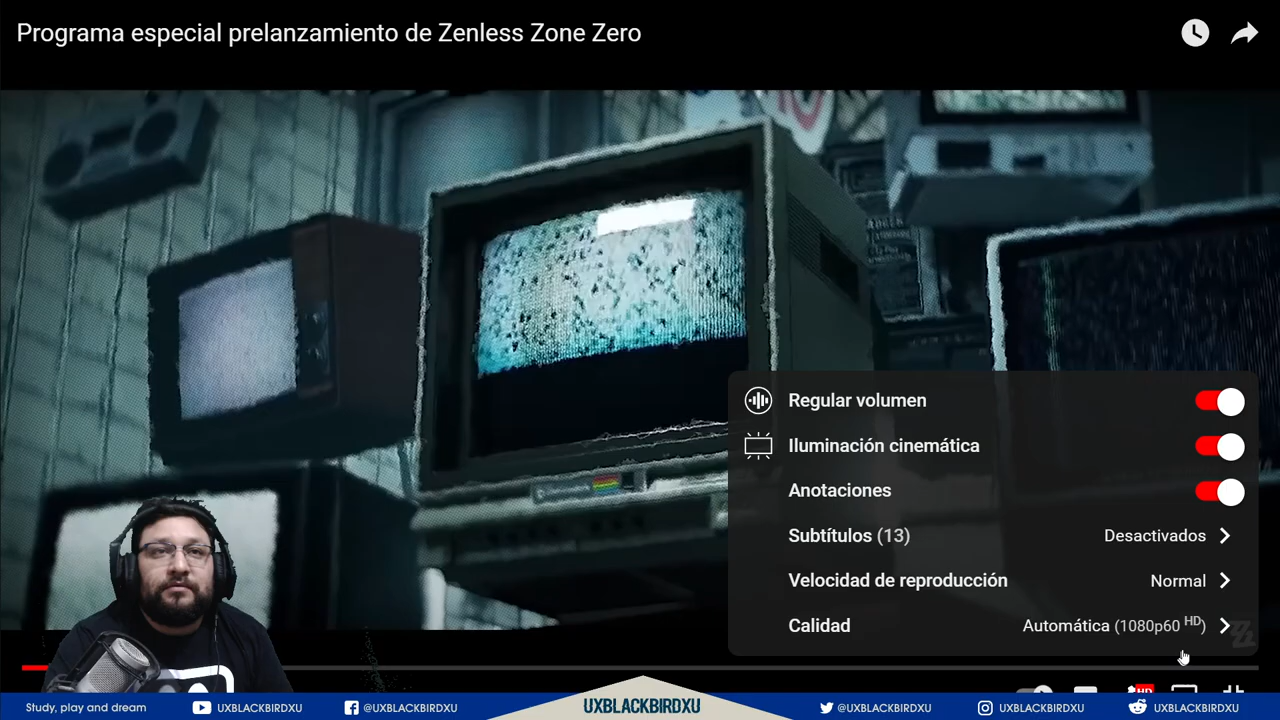 Programa especial prelanzamiento de Zenless Zone Zero
Regular volumen
Iluminación cinemática
Anotaciones
Subtítulos (13) Desactivados
Velocidad de reproducción Normal
Calidad Automática (1080p60 HD)
HD
Study, play and dream UXBLACKBIRDXU @UXBLACKBIRDXU UXBLACKBIRDXU @UXBLACKBIRDXU UXBLACKBIRDXU UXBLACKBIRDXU